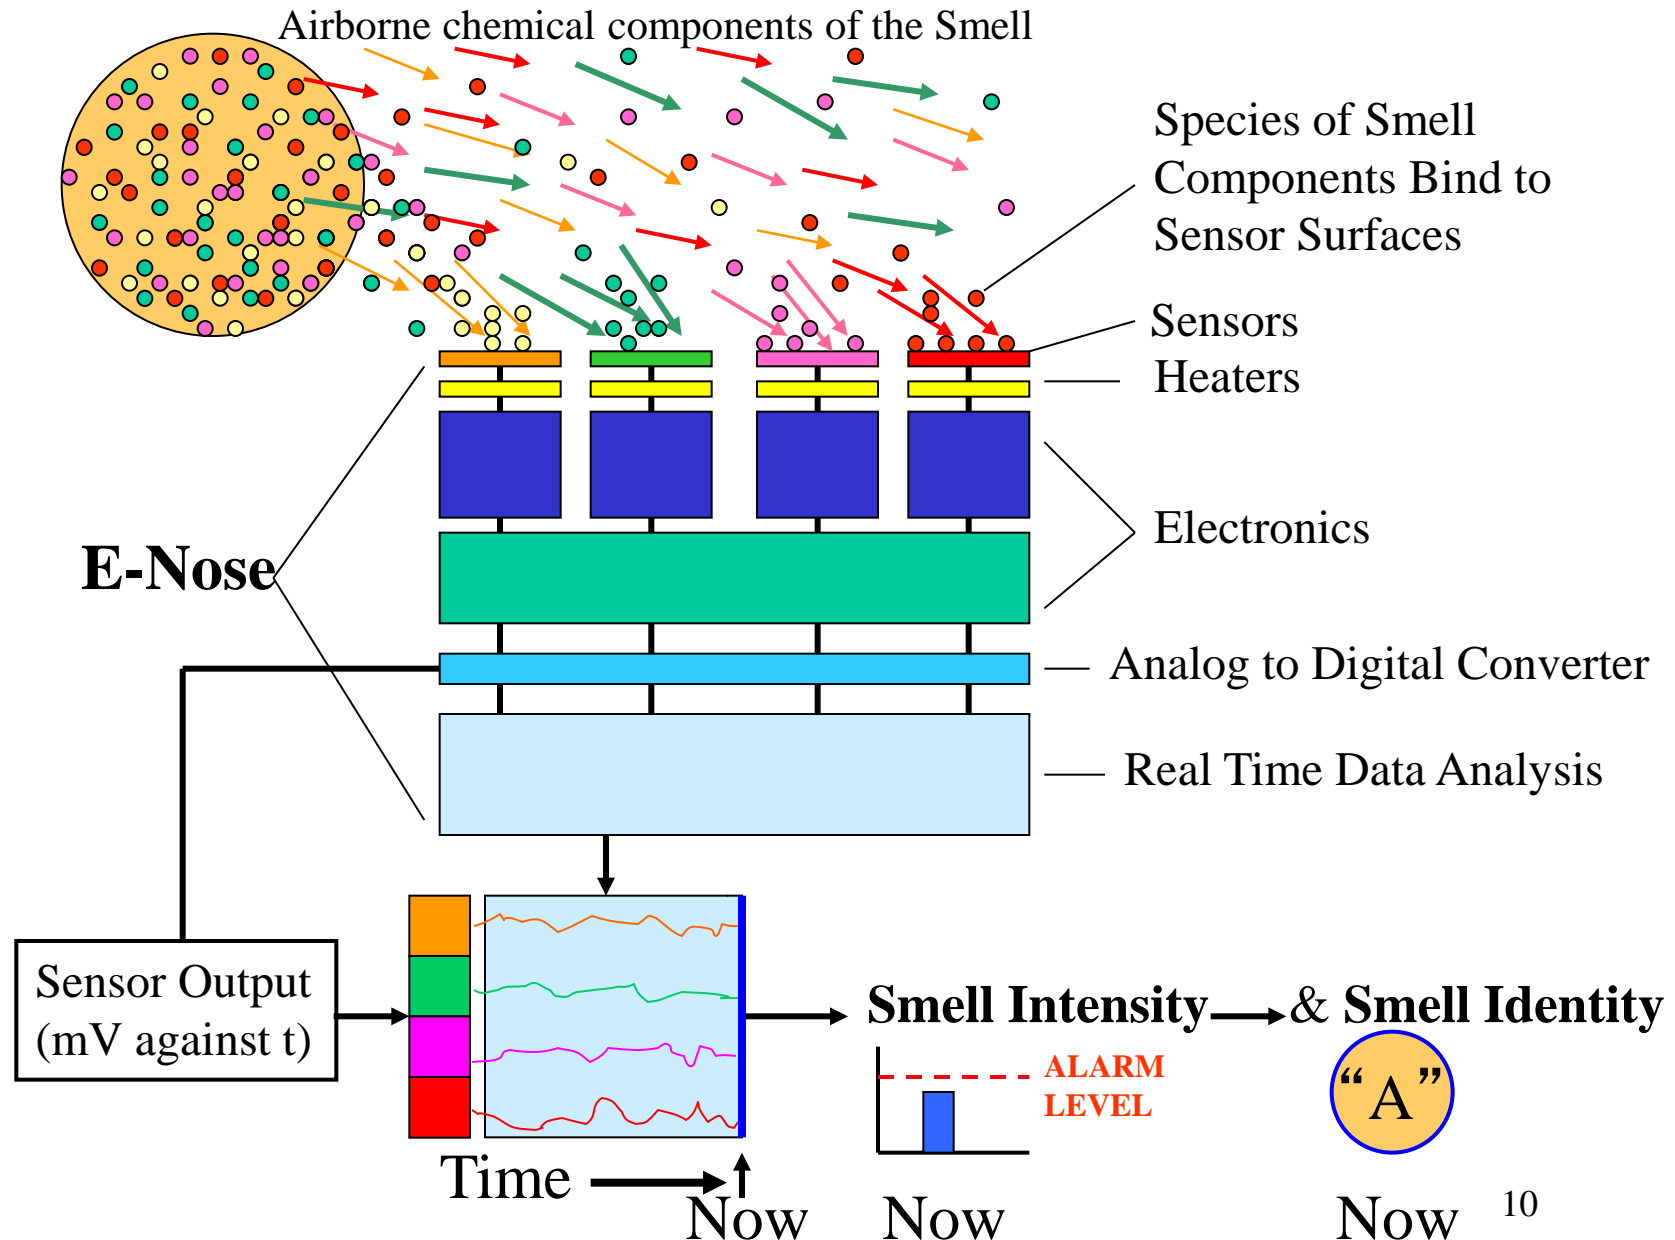 Airborne chemical components of the Smell
Species of Smell
Components Bind to
Sensor Surfaces
Sensors
Heaters
Electronics
E-Nose
Analog to Digital Converter
Real Time Data Analysis
Sensor Output
(mV against t)
Smell Intensity
& Smell Identity
ALARM
LEVEL
“A”
Time
Now
Now
Now
10